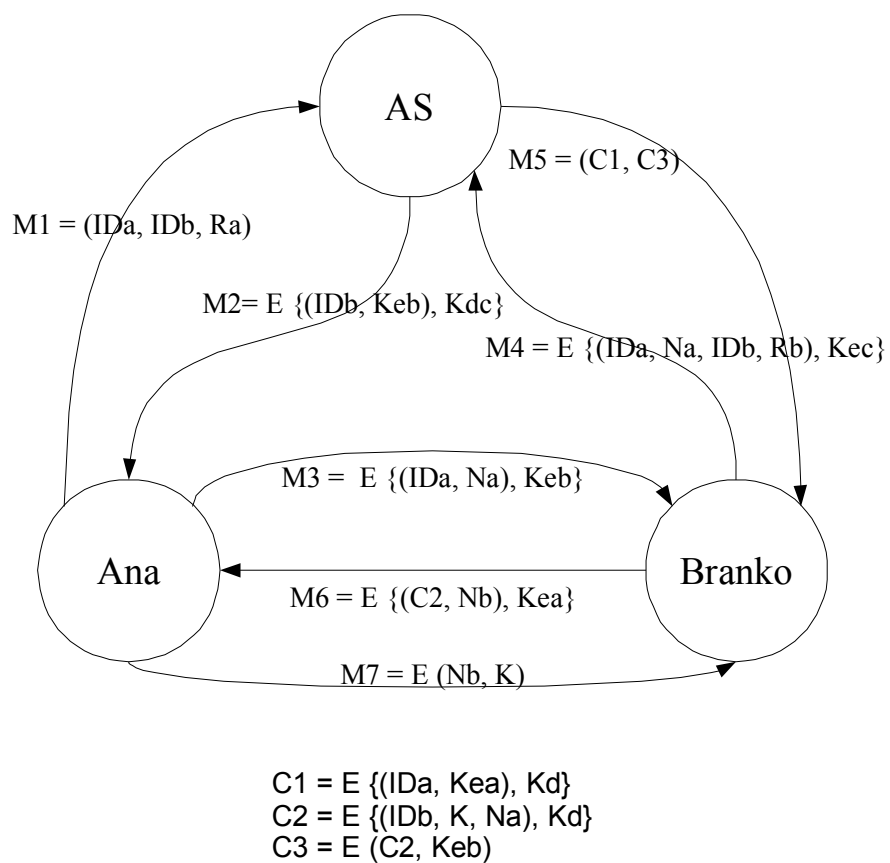 AS
M5 = (C1, C3)
M1 = (IDa, IDb, Ra)
M2= E {(IDb, Keb), Kdc}
M4 = E {(IDa, Na, IDb, Rb), Kec}
M3 = E {(IDa, Na), Keb}
Ana
Branko
M6 = E {(C2, Nb), Kea}
M7 = E (Nb, K)
C1 = E {(IDa, Kea), Kd}
C2 = E {(IDb, K, Na), Kd}
C3 = E (C2, Keb)